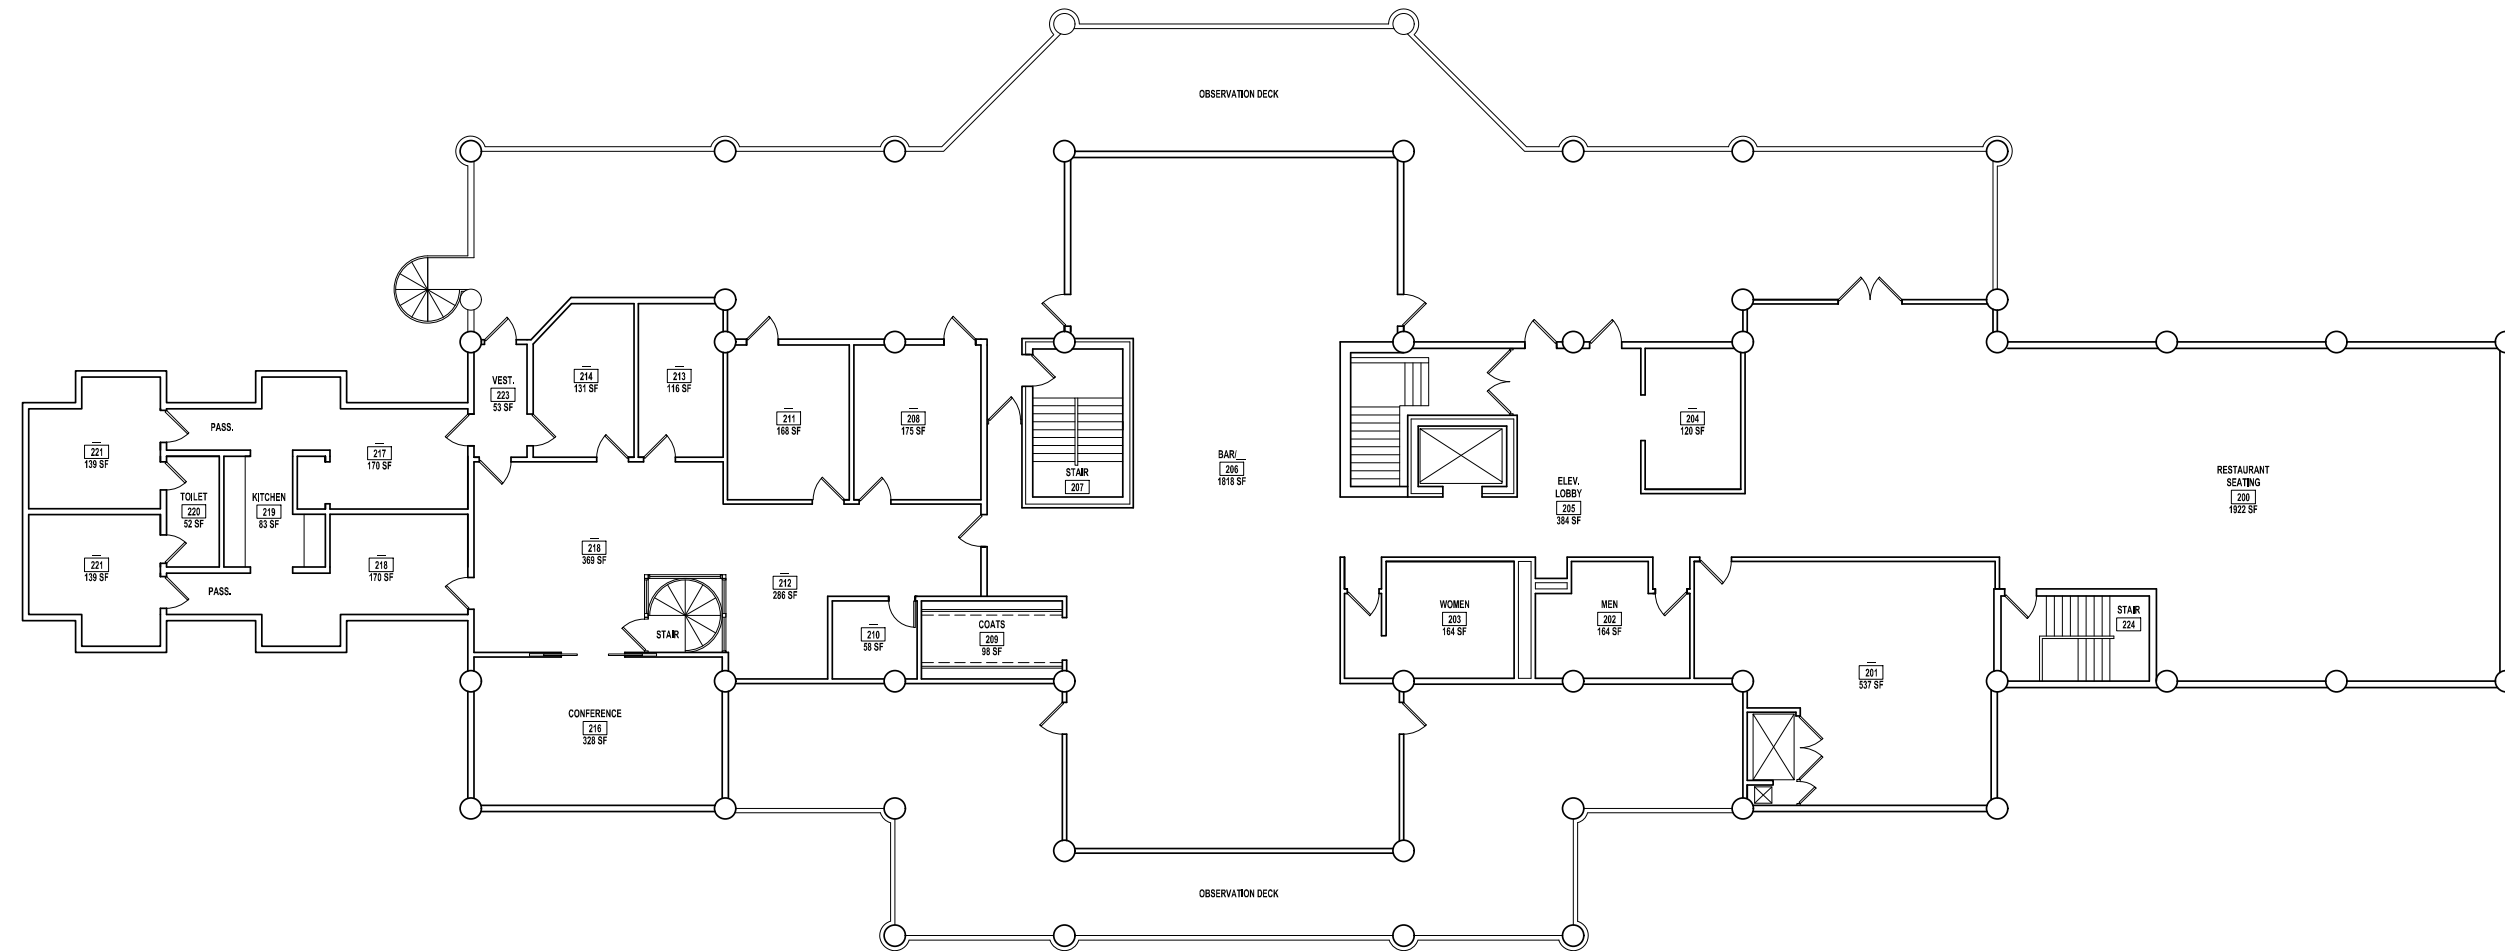 OBSERVATION DECK
VEST.
223
53 SF
214
131 SF
213
116 SF
211
168 SF
208
175 SF
204
120 SF
PASS.
221
139 SF
217
170 SF
TOILET
220
52 SF
KITCHEN
219
83 SF
STAIR
207
BAR/__
206
1818 SF
ELEV.
LOBBY
205
384 SF
RESTAURANT
SEATING
200
1922 SF
221
139 SF
218
170 SF
PASS.
218
369 SF
212
286 SF
STAIR
210
58 SF
COATS
209
98 SF
WOMEN
203
164 SF
MEN
202
164 SF
STAIR
224
201
537 SF
CONFERENCE
216
328 SF
OBSERVATION DECK